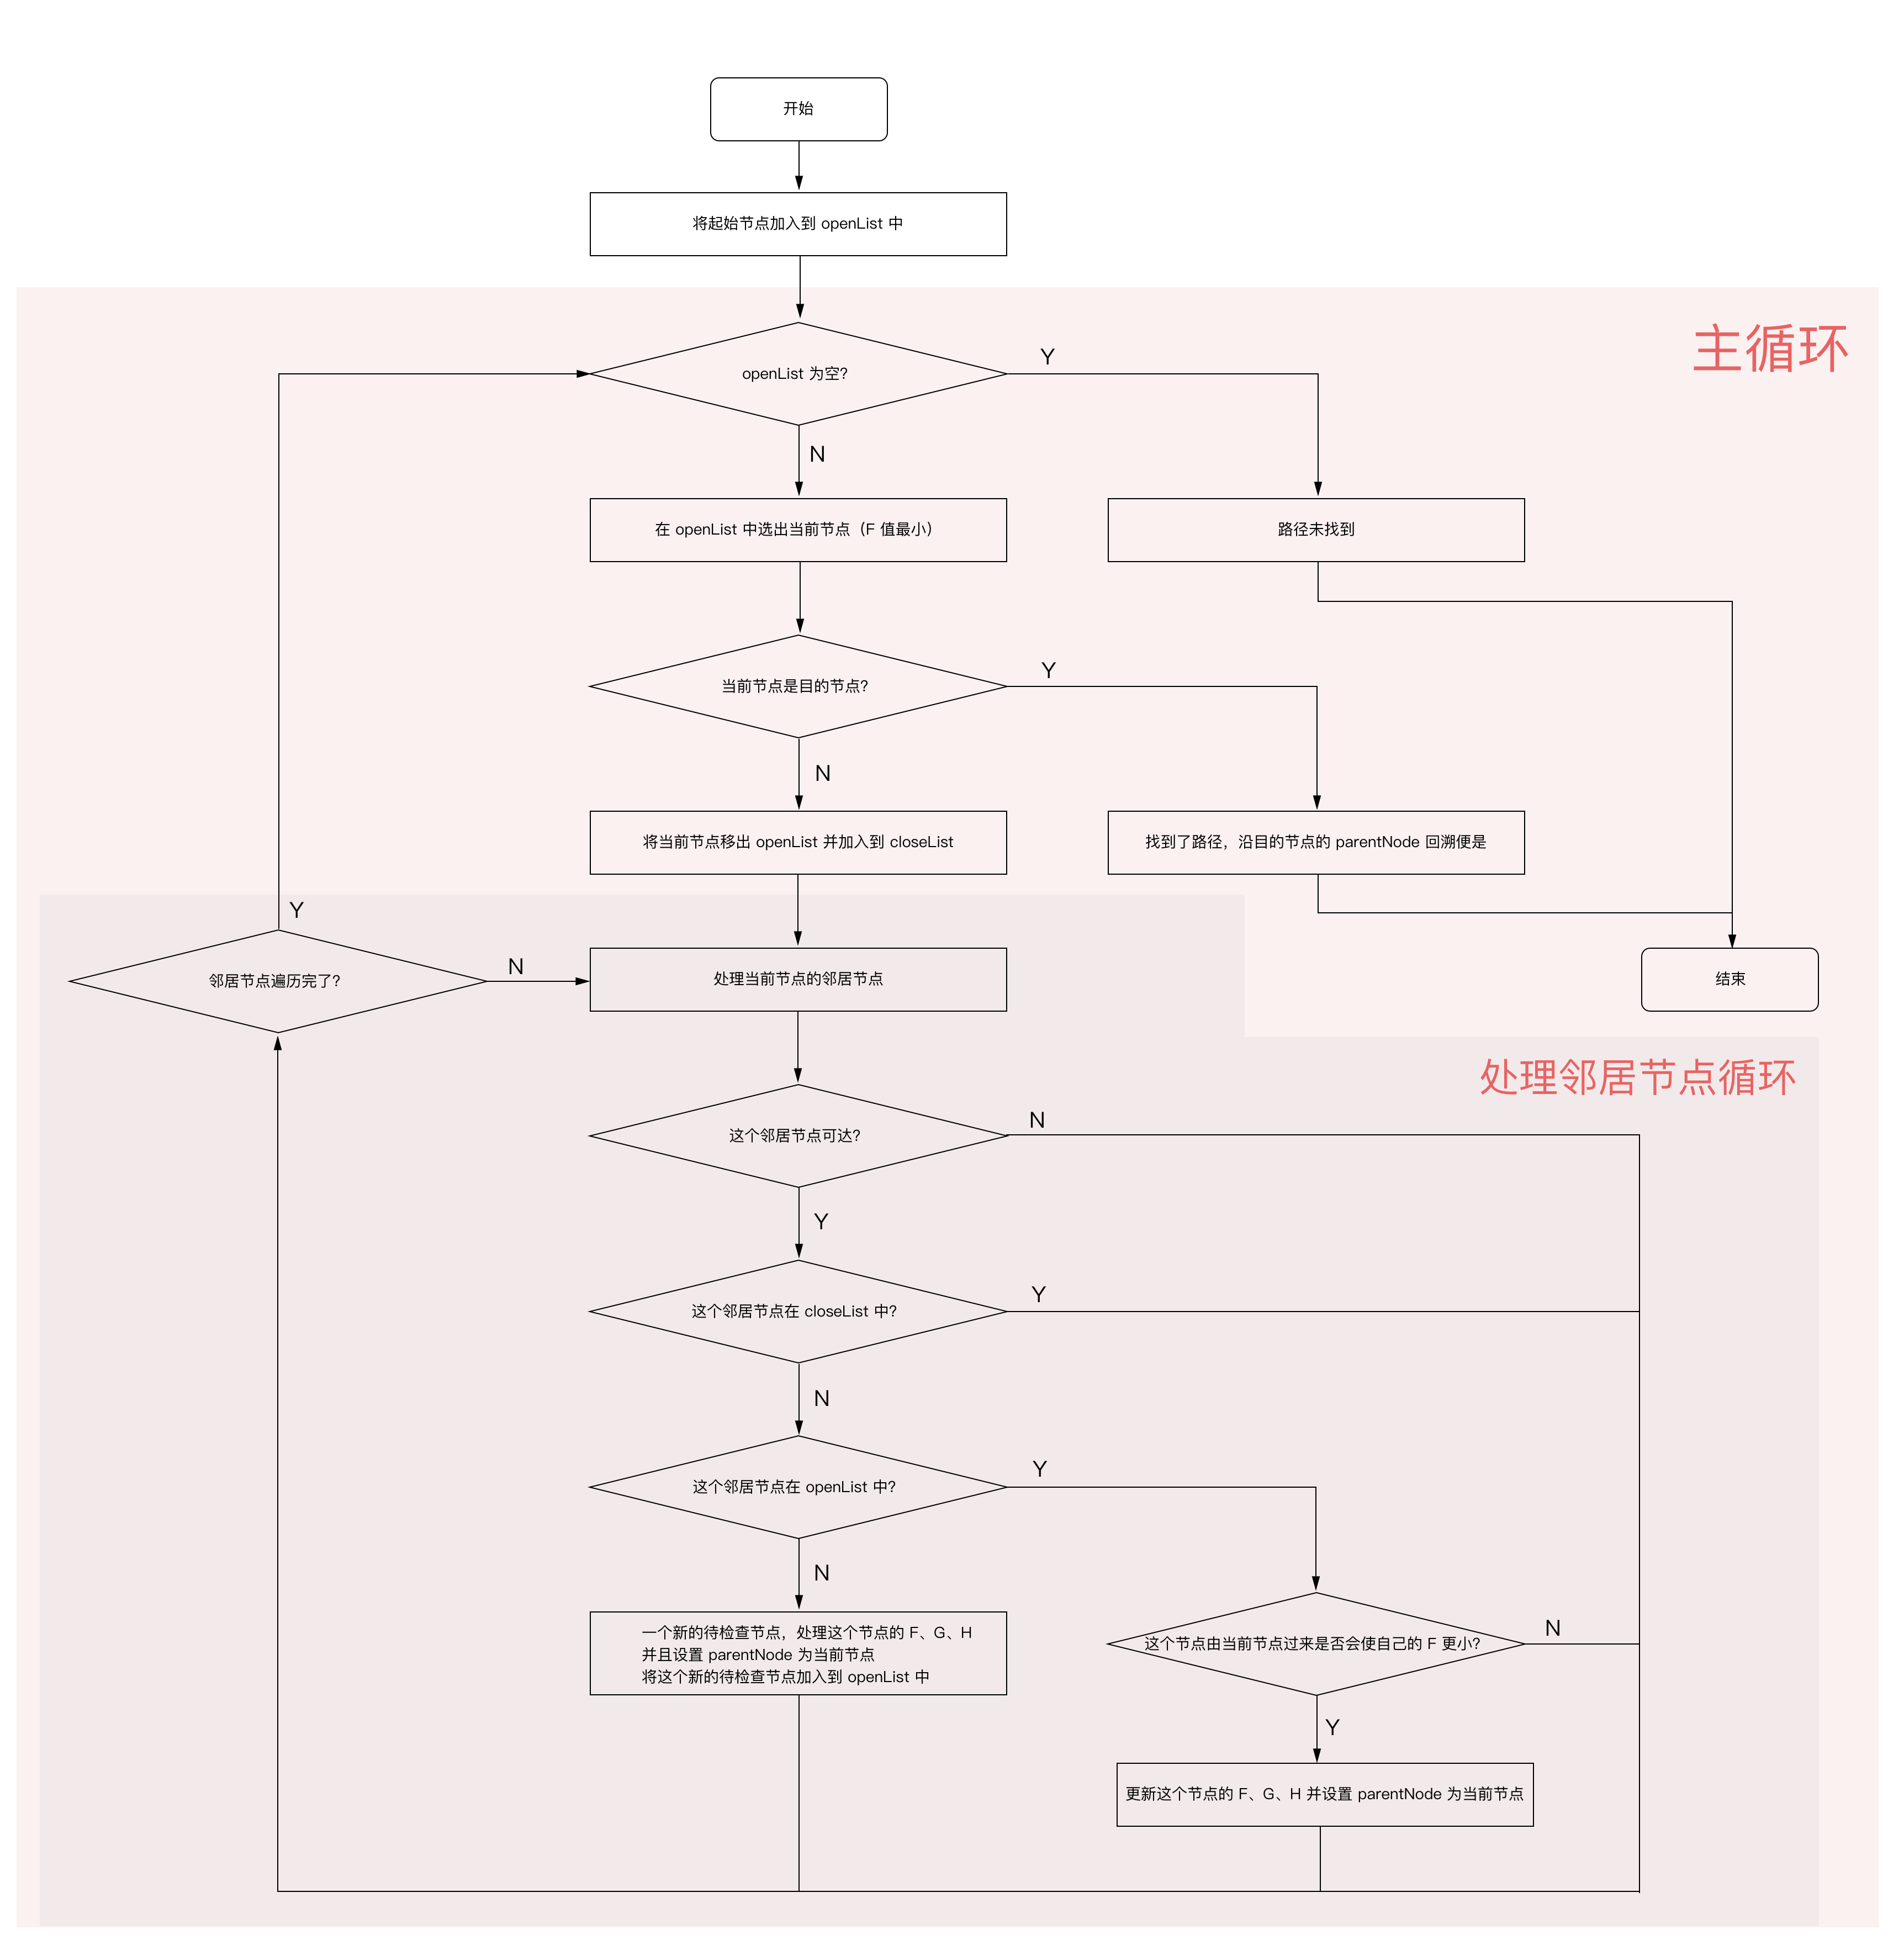 开始
将起始节点加入到 openList 中
主循环
openList 为空？
Y
N
在 openList 中选出当前节点（F 值最小）
路径未找到
当前节点是目的节点？
Y
N
将当前节点移出 openList 并加入到 closeList
找到了路径，沿目的节点的 parentNode 回溯便是
Y
邻居节点遍历完了？
N
处理当前节点的邻居节点
结束
处理邻居节点循环
这个邻居节点可达？
N
Y
这个邻居节点在 closeList 中？
Y
N
这个邻居节点在 openList 中？
Y
N
一个新的待检查节点，处理这个节点的 F、G、H
并且设置 parentNode 为当前节点
将这个新的待检查节点加入到 openList 中
这个节点由当前节点过来是否会使自己的 F 更小？
N
Y
更新这个节点的 F、G、H 并设置 parentNode 为当前节点